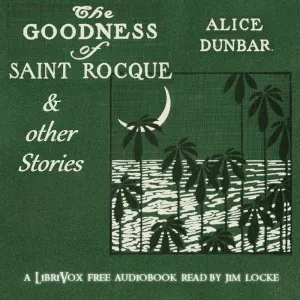 The
GOODNESS
of
SAINT ROCQUE
&
other
Stories
ALICE
DUNBAR.
A LIBRIVOX FREE AUDIOBOOK READ BY JIM LOCKE